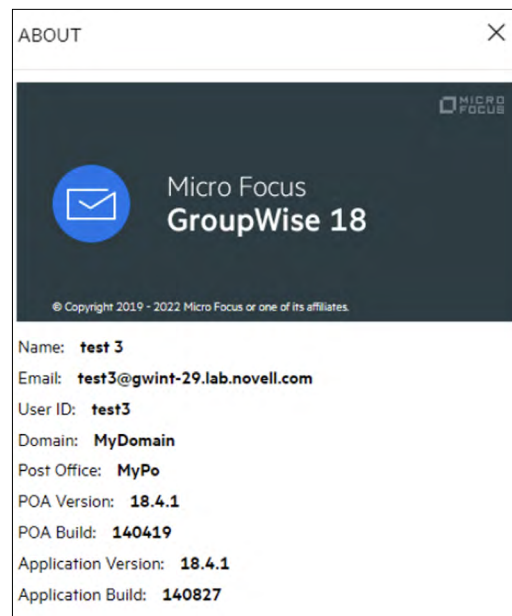 ABOUT
MICRO
FOCUS
Micro Focus
GroupWise 18
© Copyright 2019 - 2022 Micro Focus or one of its affiliates.
Name: test 3
Email: test3@gwint-29.lab.novell.com
User ID: test3
Domain: MyDomain
Post Office: MyPo
POA Version: 18.4.1
POA Build: 140419
Application Version: 18.4.1
Application Build: 140827